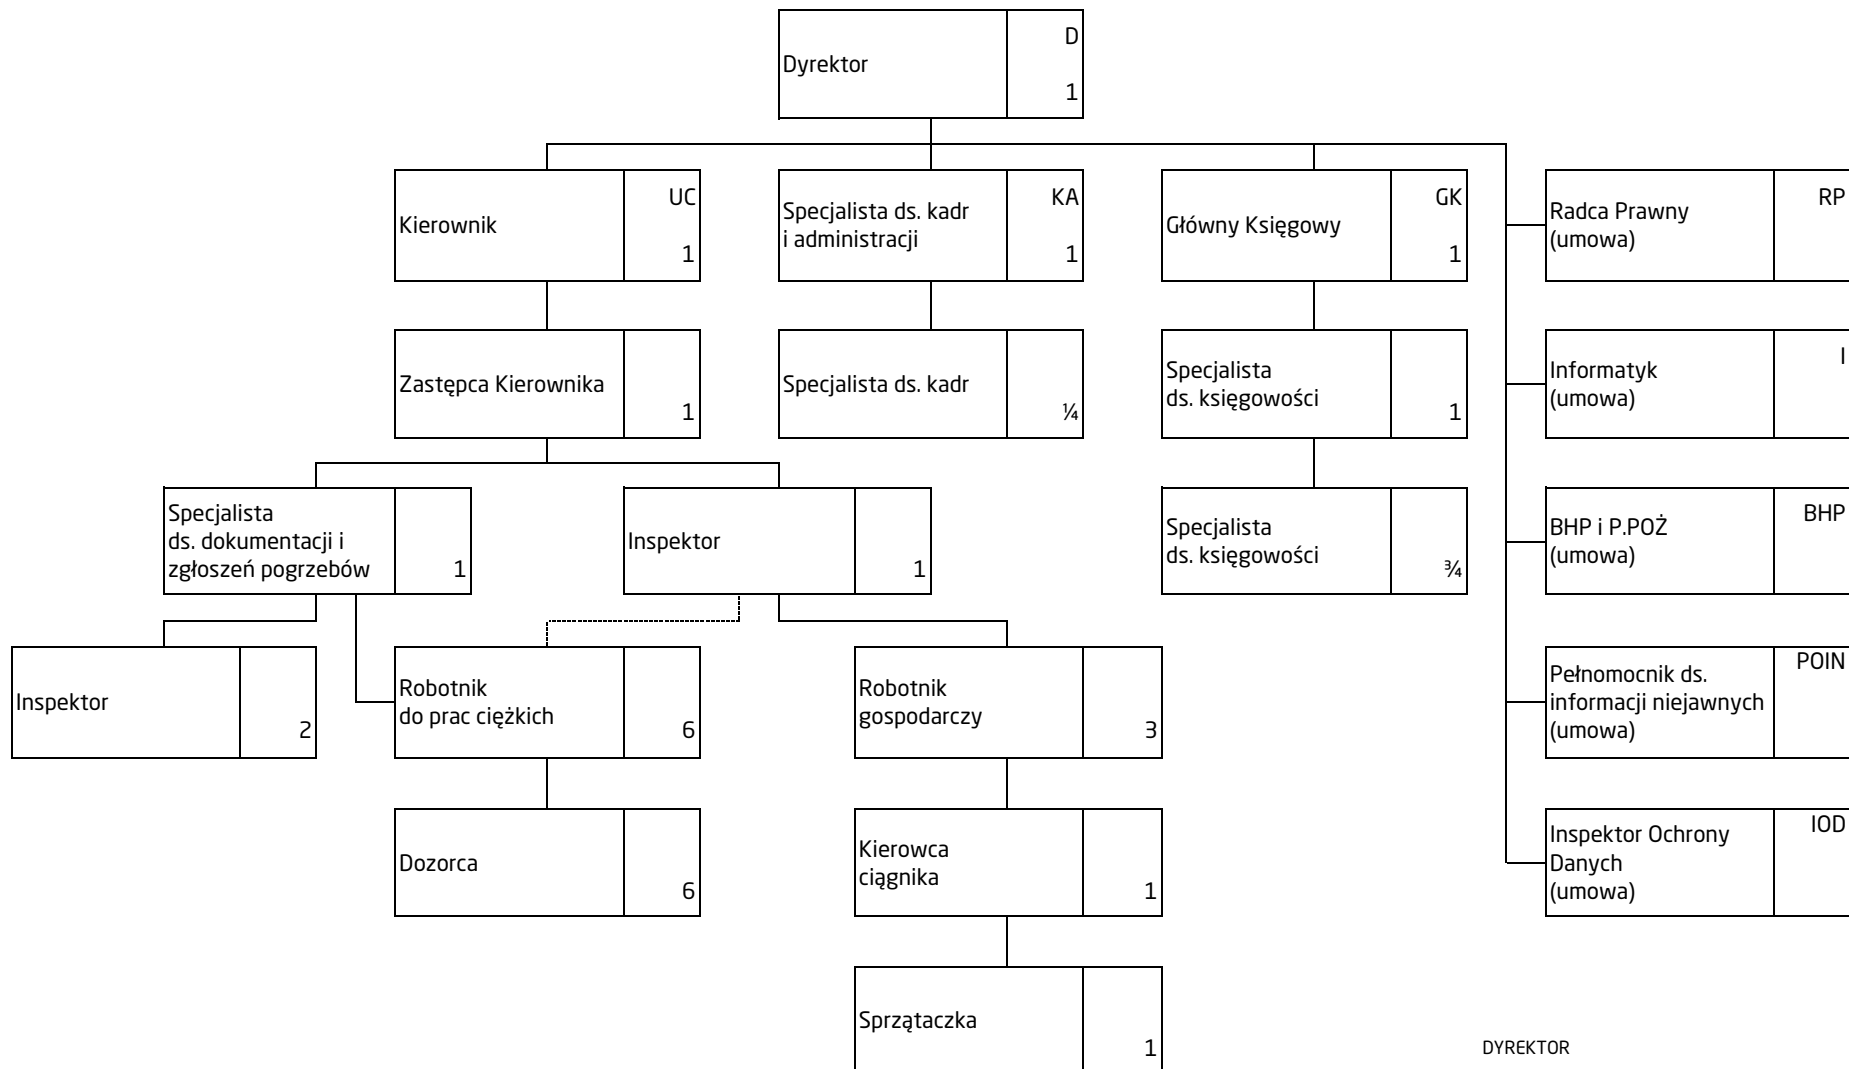 Dyrektor
D
1
Kierownik
UC
1
Specjalista ds. kadr
i administracji
KA
1
Główny Księgowy
GK
1
Radca Prawny
(umowa)
RP
Zastępca Kierownika
1
Specjalista ds. kadr
¼
Specjalista
ds. księgowości
1
Informatyk
(umowa)
I
Specjalista
ds. dokumentacji i
zgłoszeń pogrzebów
1
Inspektor
1
Specjalista
ds. księgowości
¾
BHP i P.POŻ
(umowa)
BHP
Inspektor
2
Robotnik
do prac ciężkich
6
Robotnik
gospodarczy
3
Pełnomocnik ds.
informacji niejawnych
(umowa)
POIN
Dozorca
6
Kierowca
ciągnika
1
Inspektor Ochrony
Danych
(umowa)
IOD
Sprzątaczka
1
DYREKTOR